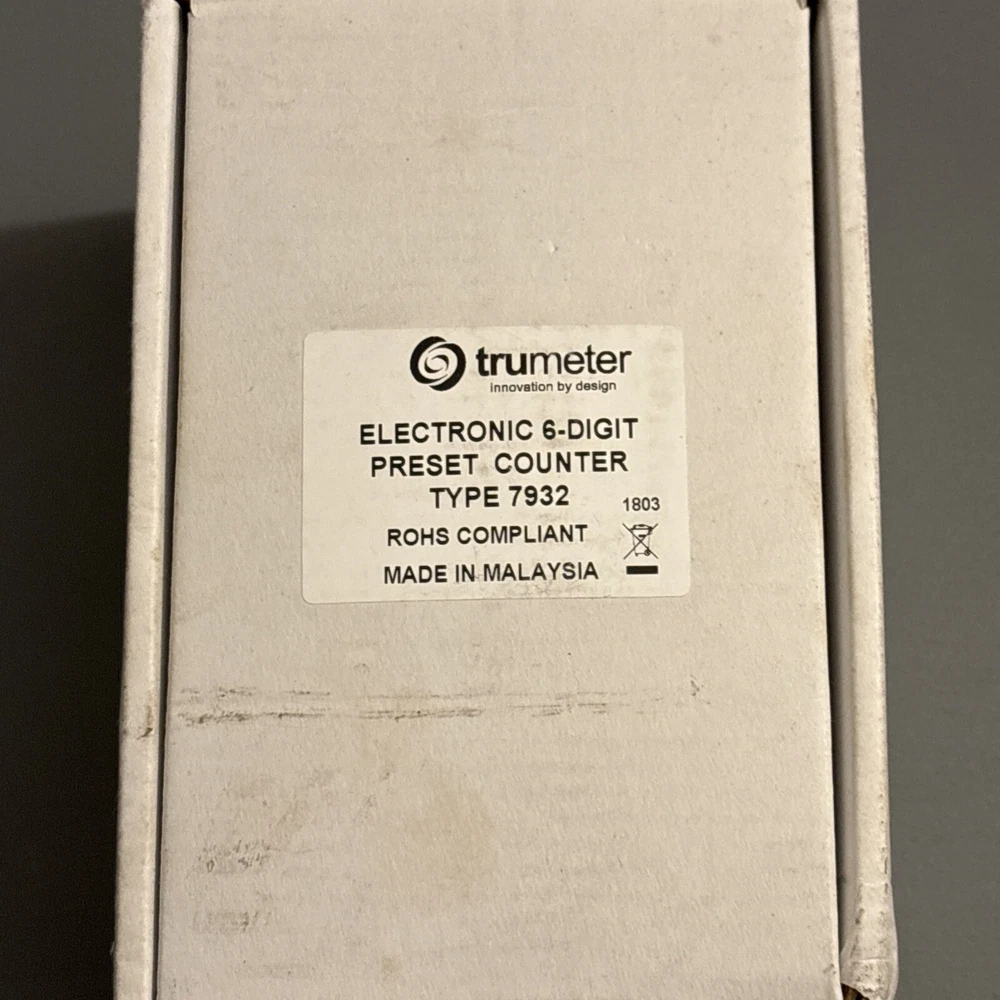 trumeter
innovation by design
ELECTRONIC 6-DIGIT
PRESET COUNTER
TYPE 7932
1803
ROHS COMPLIANT
MADE IN MALAYSIA